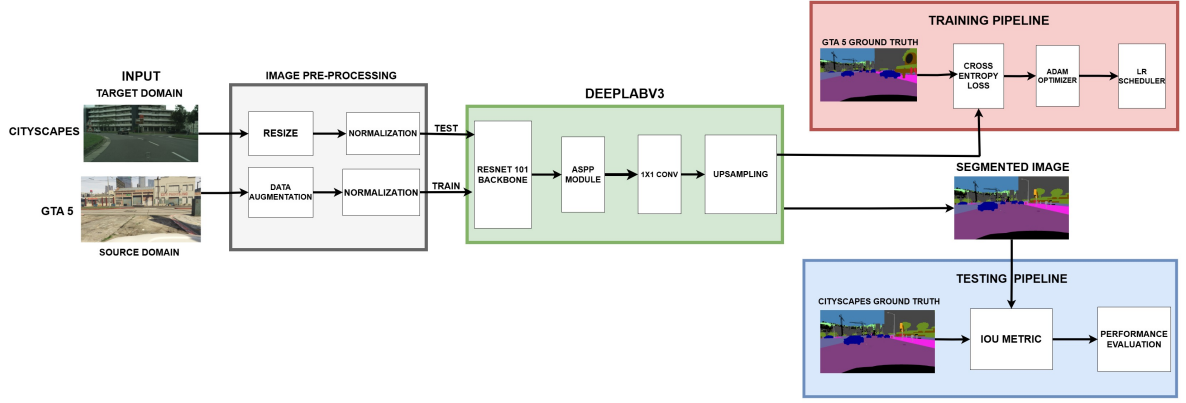 INPUT
TARGET DOMAIN
CITYSCAPES
GTA 5
SOURCE DOMAIN
IMAGE PRE-PROCESSING
RESIZE
NORMALIZATION
DATA
AUGMENTATION
NORMALIZATION
TEST
TRAIN
DEEPLABV3
RESNET 101
BACKBONE
ASPP
MODULE
1X1 CONV
UPSAMPLING
TRAINING PIPELINE
GTA 5 GROUND TRUTH
CROSS
ENTROPY
LOSS
ADAM
OPTIMIZER
LR
SCHEDULER
SEGMENTED IMAGE
TESTING PIPELINE
CITYSCAPES GROUND TRUTH
IOU METRIC
PERFORMANCE
EVALUATION